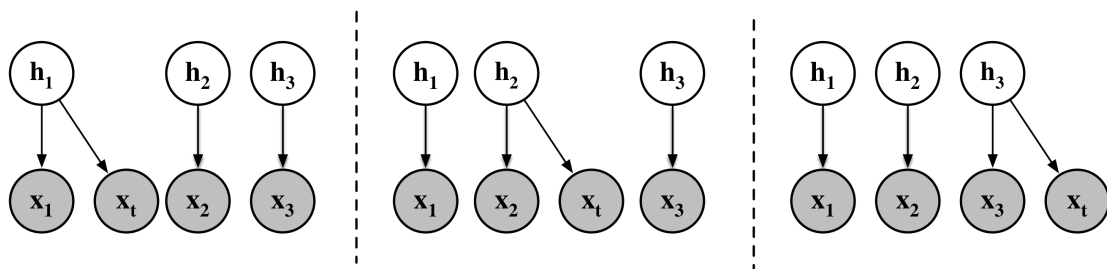 h₁ h₂ h₃ h₁ h₂ h₃ h₁ h₂ h₃
x₁ xₜ x₂ x₃ x₁ x₂ xₜ x₃ x₁ x₂ x₃ xₜ